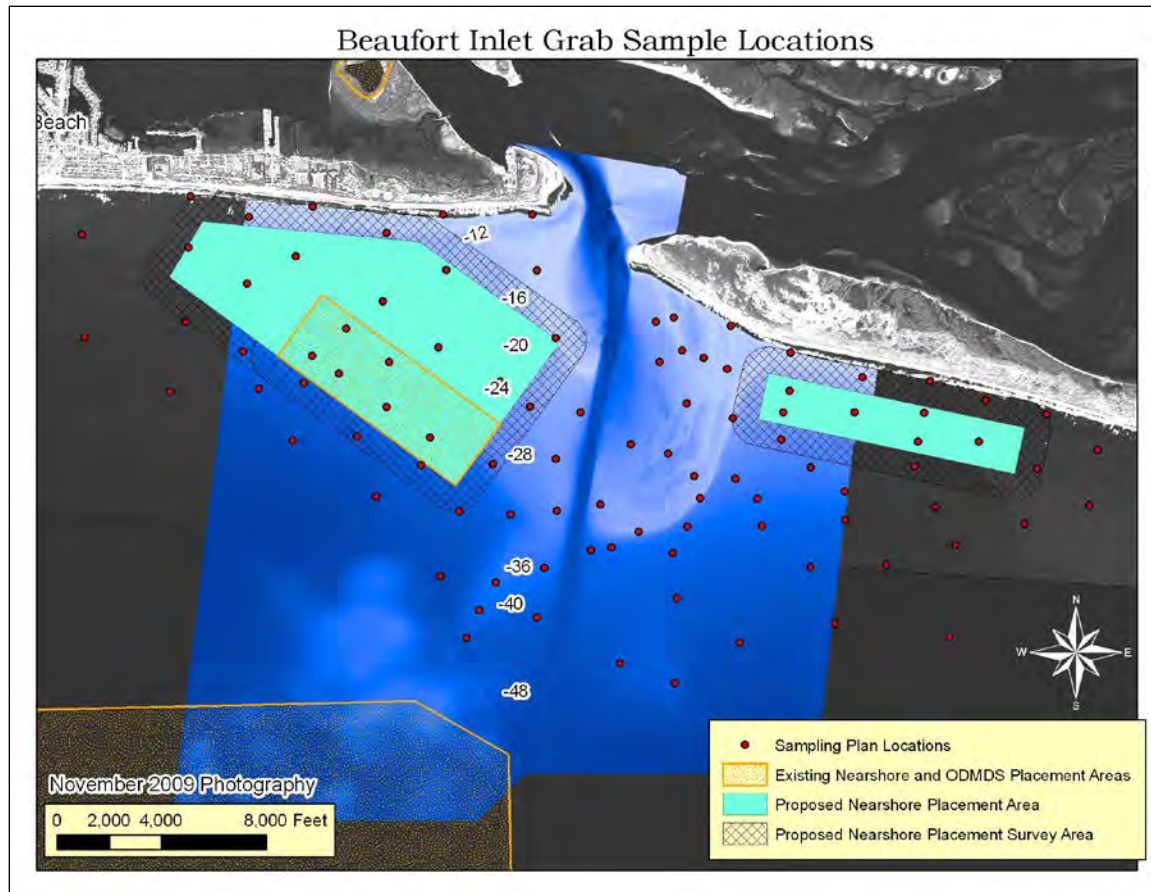 Beaufort Inlet Grab Sample Locations
Beach
-12
-16
-20
-24
-28
-36
-40
-48
N
W E
S
November 2009 Photography
0 2,000 4,000 8,000 Feet
Sampling Plan Locations
Existing Nearshore and ODMDS Placement Areas
Proposed Nearshore Placement Area
Proposed Nearshore Placement Survey Area